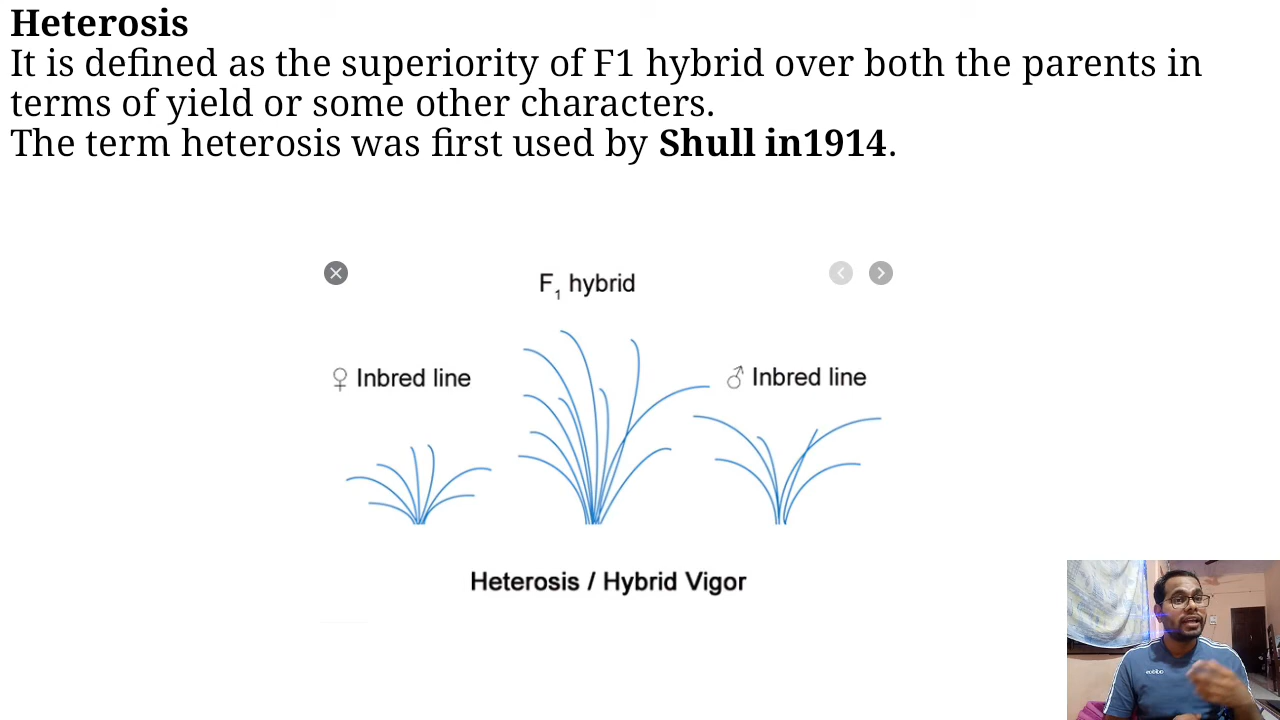 Heterosis
It is defined as the superiority of F1 hybrid over both the parents in
terms of yield or some other characters.
The term heterosis was first used by Shull in1914.
F1 hybrid
♀ Inbred line
♂ Inbred line
Heterosis / Hybrid Vigor